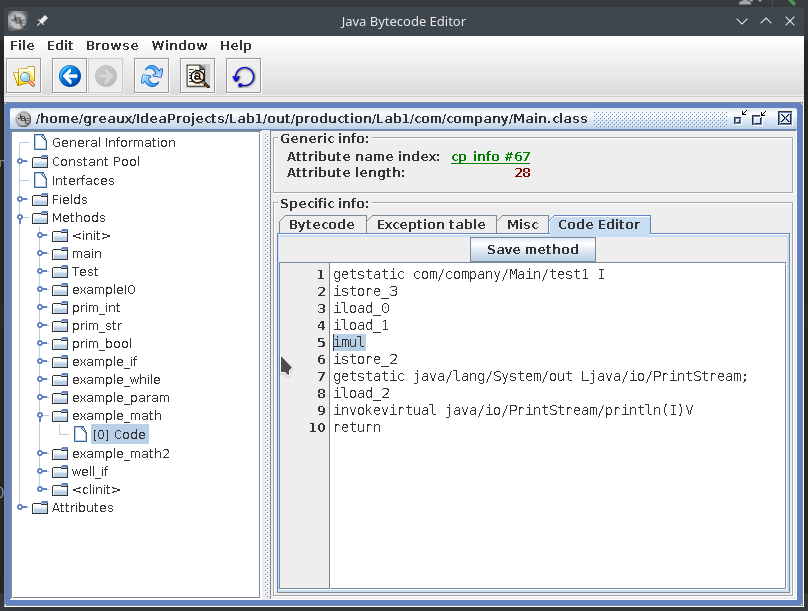 Java Bytecode Editor
File Edit Browse Window Help
/home/greaux/IdeaProjects/Lab1/out/production/Lab1/com/company/Main.class
General Information
Constant Pool
Interfaces
Fields
Methods
<init>
main
Test
exampleIO
prim_int
prim_str
prim_bool
example_if
example_while
example_param
example_math
[0] Code
example_math2
well_if
<clinit>
Attributes
Generic info:
Attribute name index: cp info #67
Attribute length: 28
Specific info:
Bytecode Exception table Misc Code Editor
Save method
1 getstatic com/company/Main/test1 I
2 istore_3
3 iload_0
4 iload_1
5 imul
6 istore_2
7 getstatic java/lang/System/out Ljava/io/PrintStream;
8 iload_2
9 invokevirtual java/io/PrintStream/println(I)V
10 return